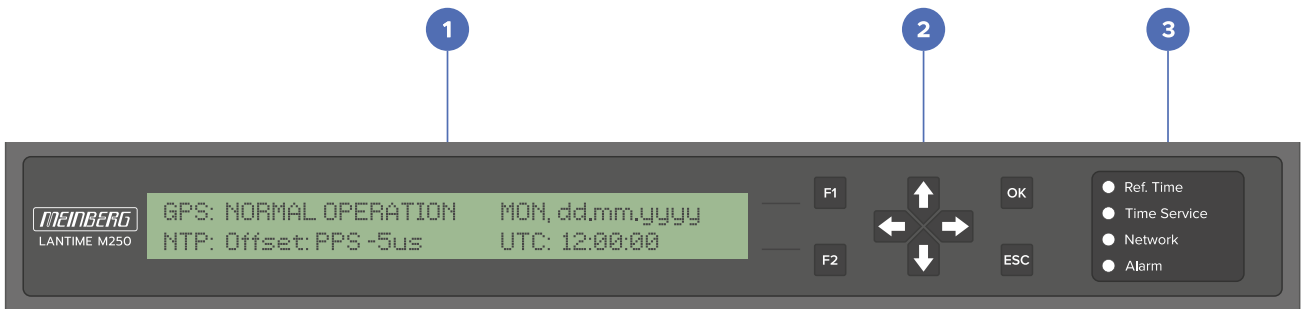 1 2 3
MEINBERG
LANTIME M250
GPS: NORMAL OPERATION MON, dd.mm.yyyy
NTP: Offset: PPS -5us UTC: 12:00:00
F1
F2
OK
ESC
Ref. Time
Time Service
Network
Alarm